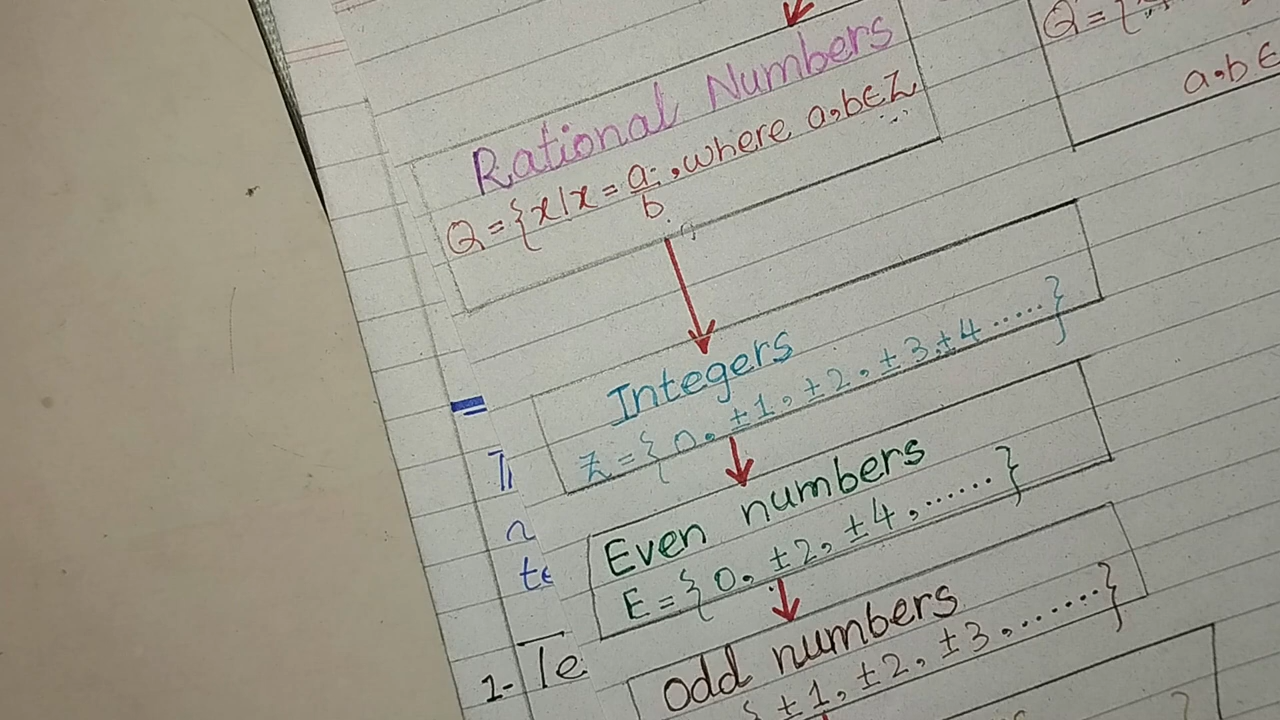 Rational Numbers
Q = {x/x = a/b, where a,b ∈ Z
Q = {
a,b ∈
Integers
Z = { 0, ±1, ±2, ±3, ±4 ..... }
Even numbers
E = { 0, ±2, ±4, ...... }
odd numbers
{ ±1, ±2, ±3, ....... }
n
te
1- Te